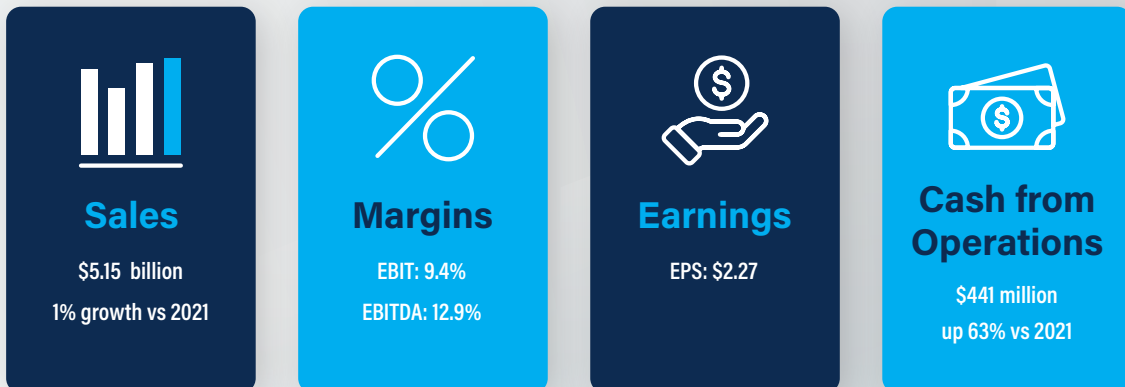 Sales
$5.15 billion
1% growth vs 2021
Margins
EBIT: 9.4%
EBITDA: 12.9%
$
Earnings
EPS: $2.27
$
Cash from
Operations
$441 million
up 63% vs 2021